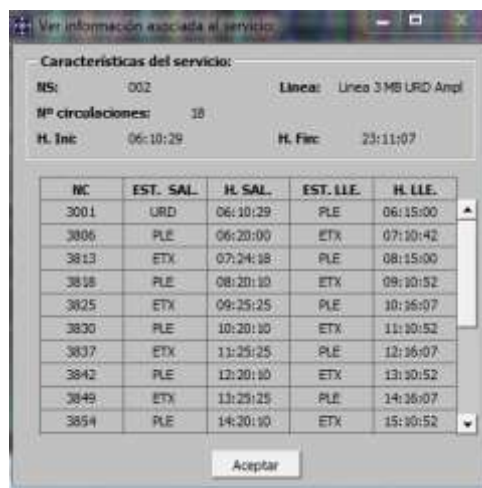 Ver información asociada al servicio:
Características del servicio:
NS: 002 Línea: Linea 3 MB URD Ampl
Nº circulaciones: 18
H. Ini: 06:10:29 H. Fin: 23:11:07
NC EST. SAL. H. SAL. EST. LLE. H. LLE.
3001 URD 06:10:29 PLE 06:15:00
3806 PLE 06:20:00 ETX 07:10:42
3813 ETX 07:24:18 PLE 08:15:00
3818 PLE 08:20:10 ETX 09:10:52
3825 ETX 09:25:25 PLE 10:16:07
3830 PLE 10:20:10 ETX 11:10:52
3837 ETX 11:25:25 PLE 12:16:07
3842 PLE 12:20:10 ETX 13:10:52
3849 ETX 13:25:25 PLE 14:16:07
3854 PLE 14:20:10 ETX 15:10:52
Aceptar